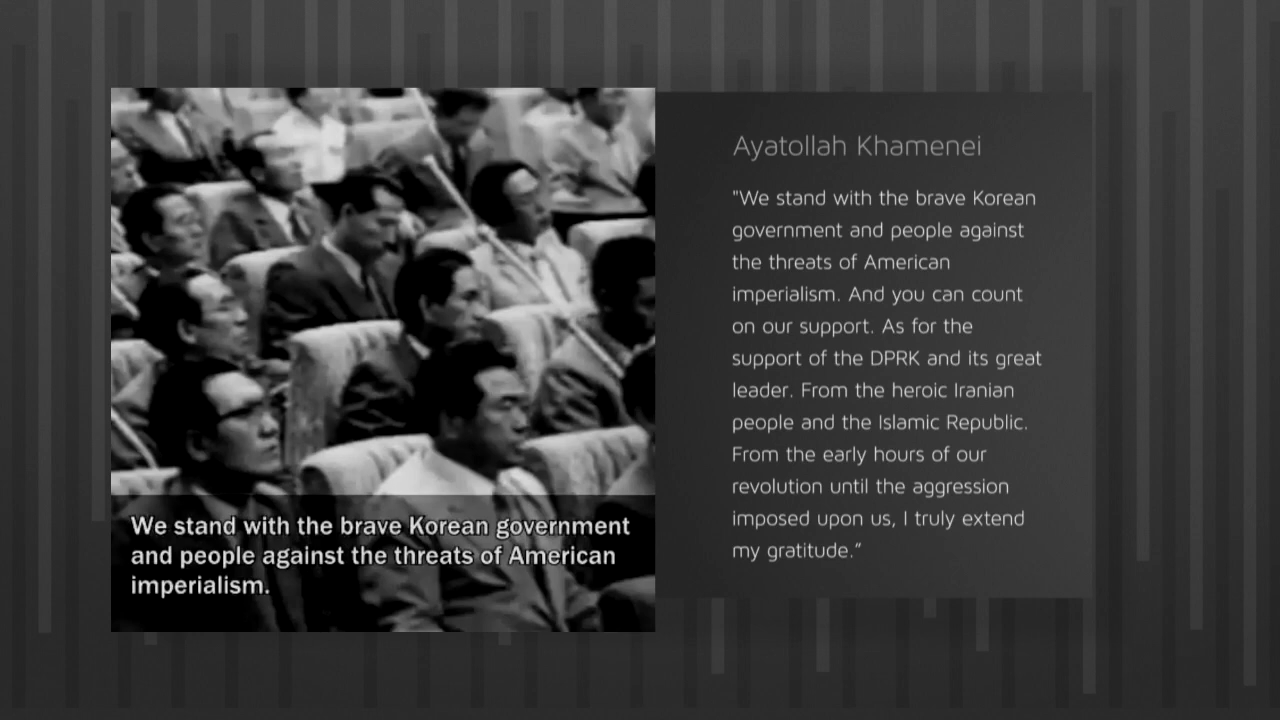 We stand with the brave Korean government
and people against the threats of American
imperialism.
Ayatollah Khamenei
"We stand with the brave Korean
government and people against
the threats of American
imperialism. And you can count
on our support. As for the
support of the DPRK and its great
leader. From the heroic Iranian
people and the Islamic Republic.
From the early hours of our
revolution until the aggression
imposed upon us, I truly extend
my gratitude.”